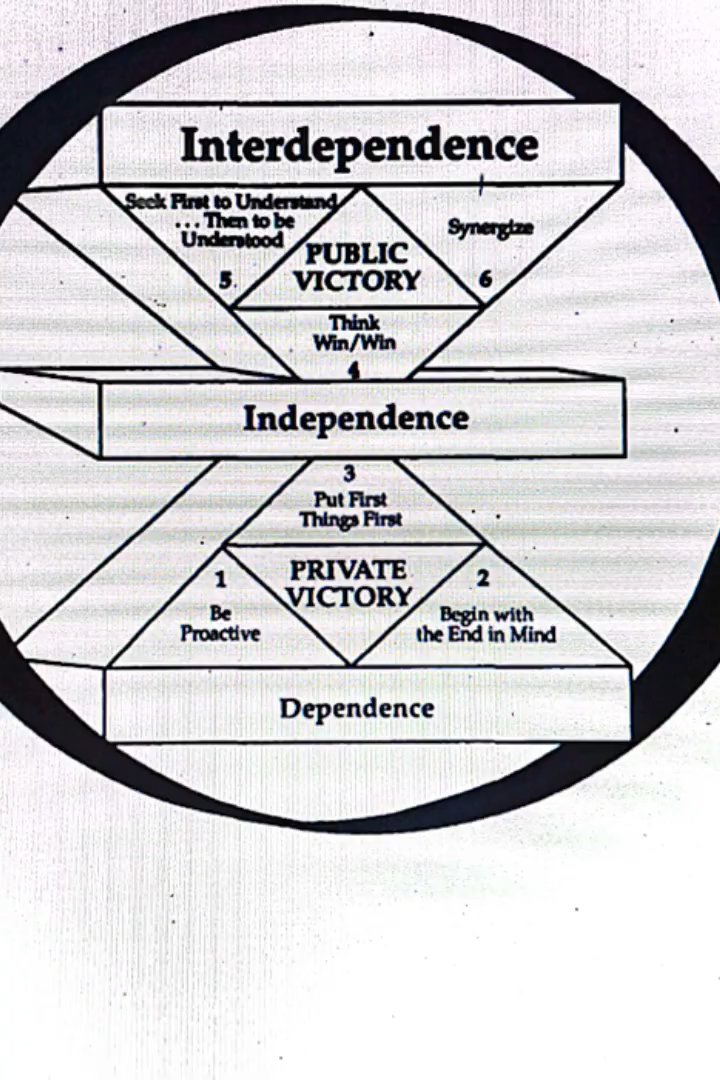 Interdependence
Seek First to Understand
... Then to be
Understood
5
PUBLIC
VICTORY
Synergize
6
Think
Win/Win
4
Independence
3
Put First
Things First
1
Be
Proactive
PRIVATE
VICTORY
2
Begin with
the End in Mind
Dependence